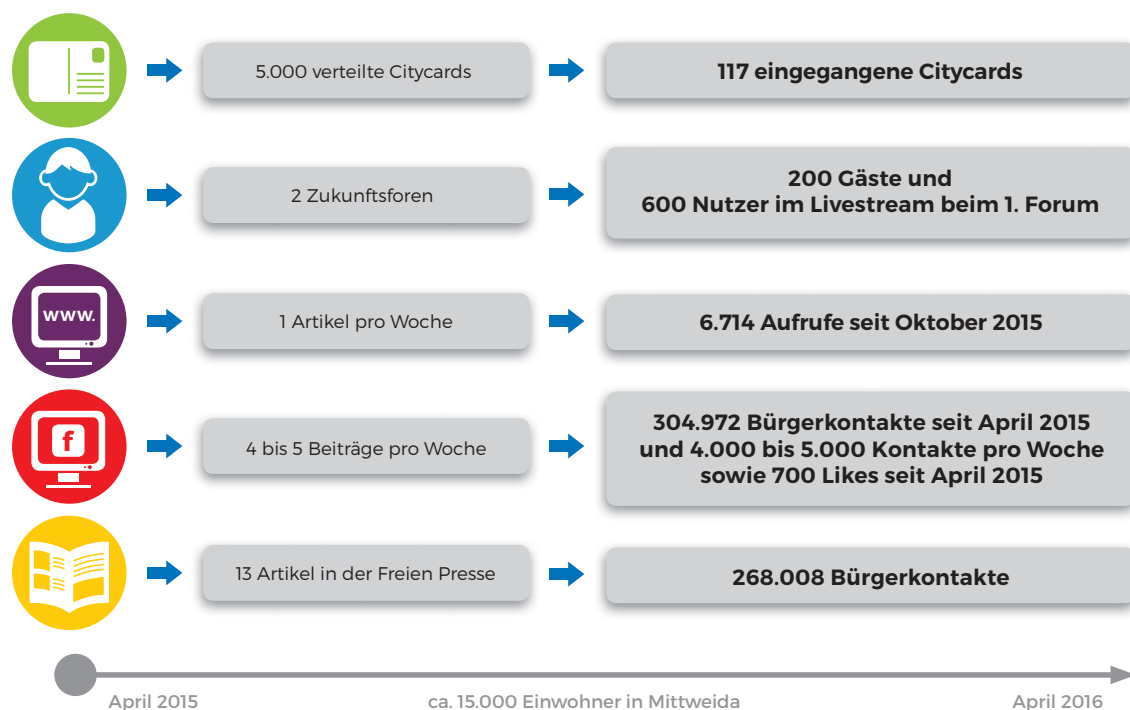 5.000 verteilte Citycards
117 eingegangene Citycards
2 Zukunftsforen
200 Gäste und
600 Nutzer im Livestream beim 1. Forum
www.
1 Artikel pro Woche
6.714 Aufrufe seit Oktober 2015
f
4 bis 5 Beiträge pro Woche
304.972 Bürgerkontakte seit April 2015
und 4.000 bis 5.000 Kontakte pro Woche
sowie 700 Likes seit April 2015
13 Artikel in der Freien Presse
268.008 Bürgerkontakte
April 2015
ca. 15.000 Einwohner in Mittweida
April 2016